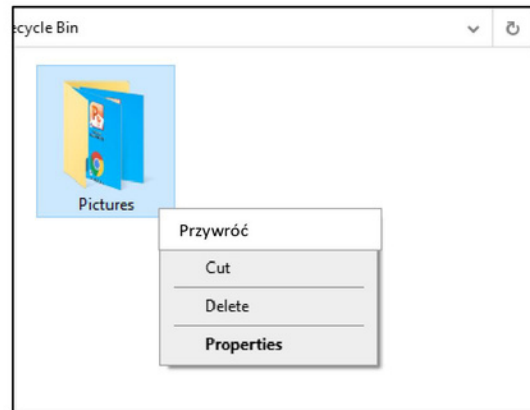 ecycle Bin
Pictures
Przywróć
Cut
Delete
Properties